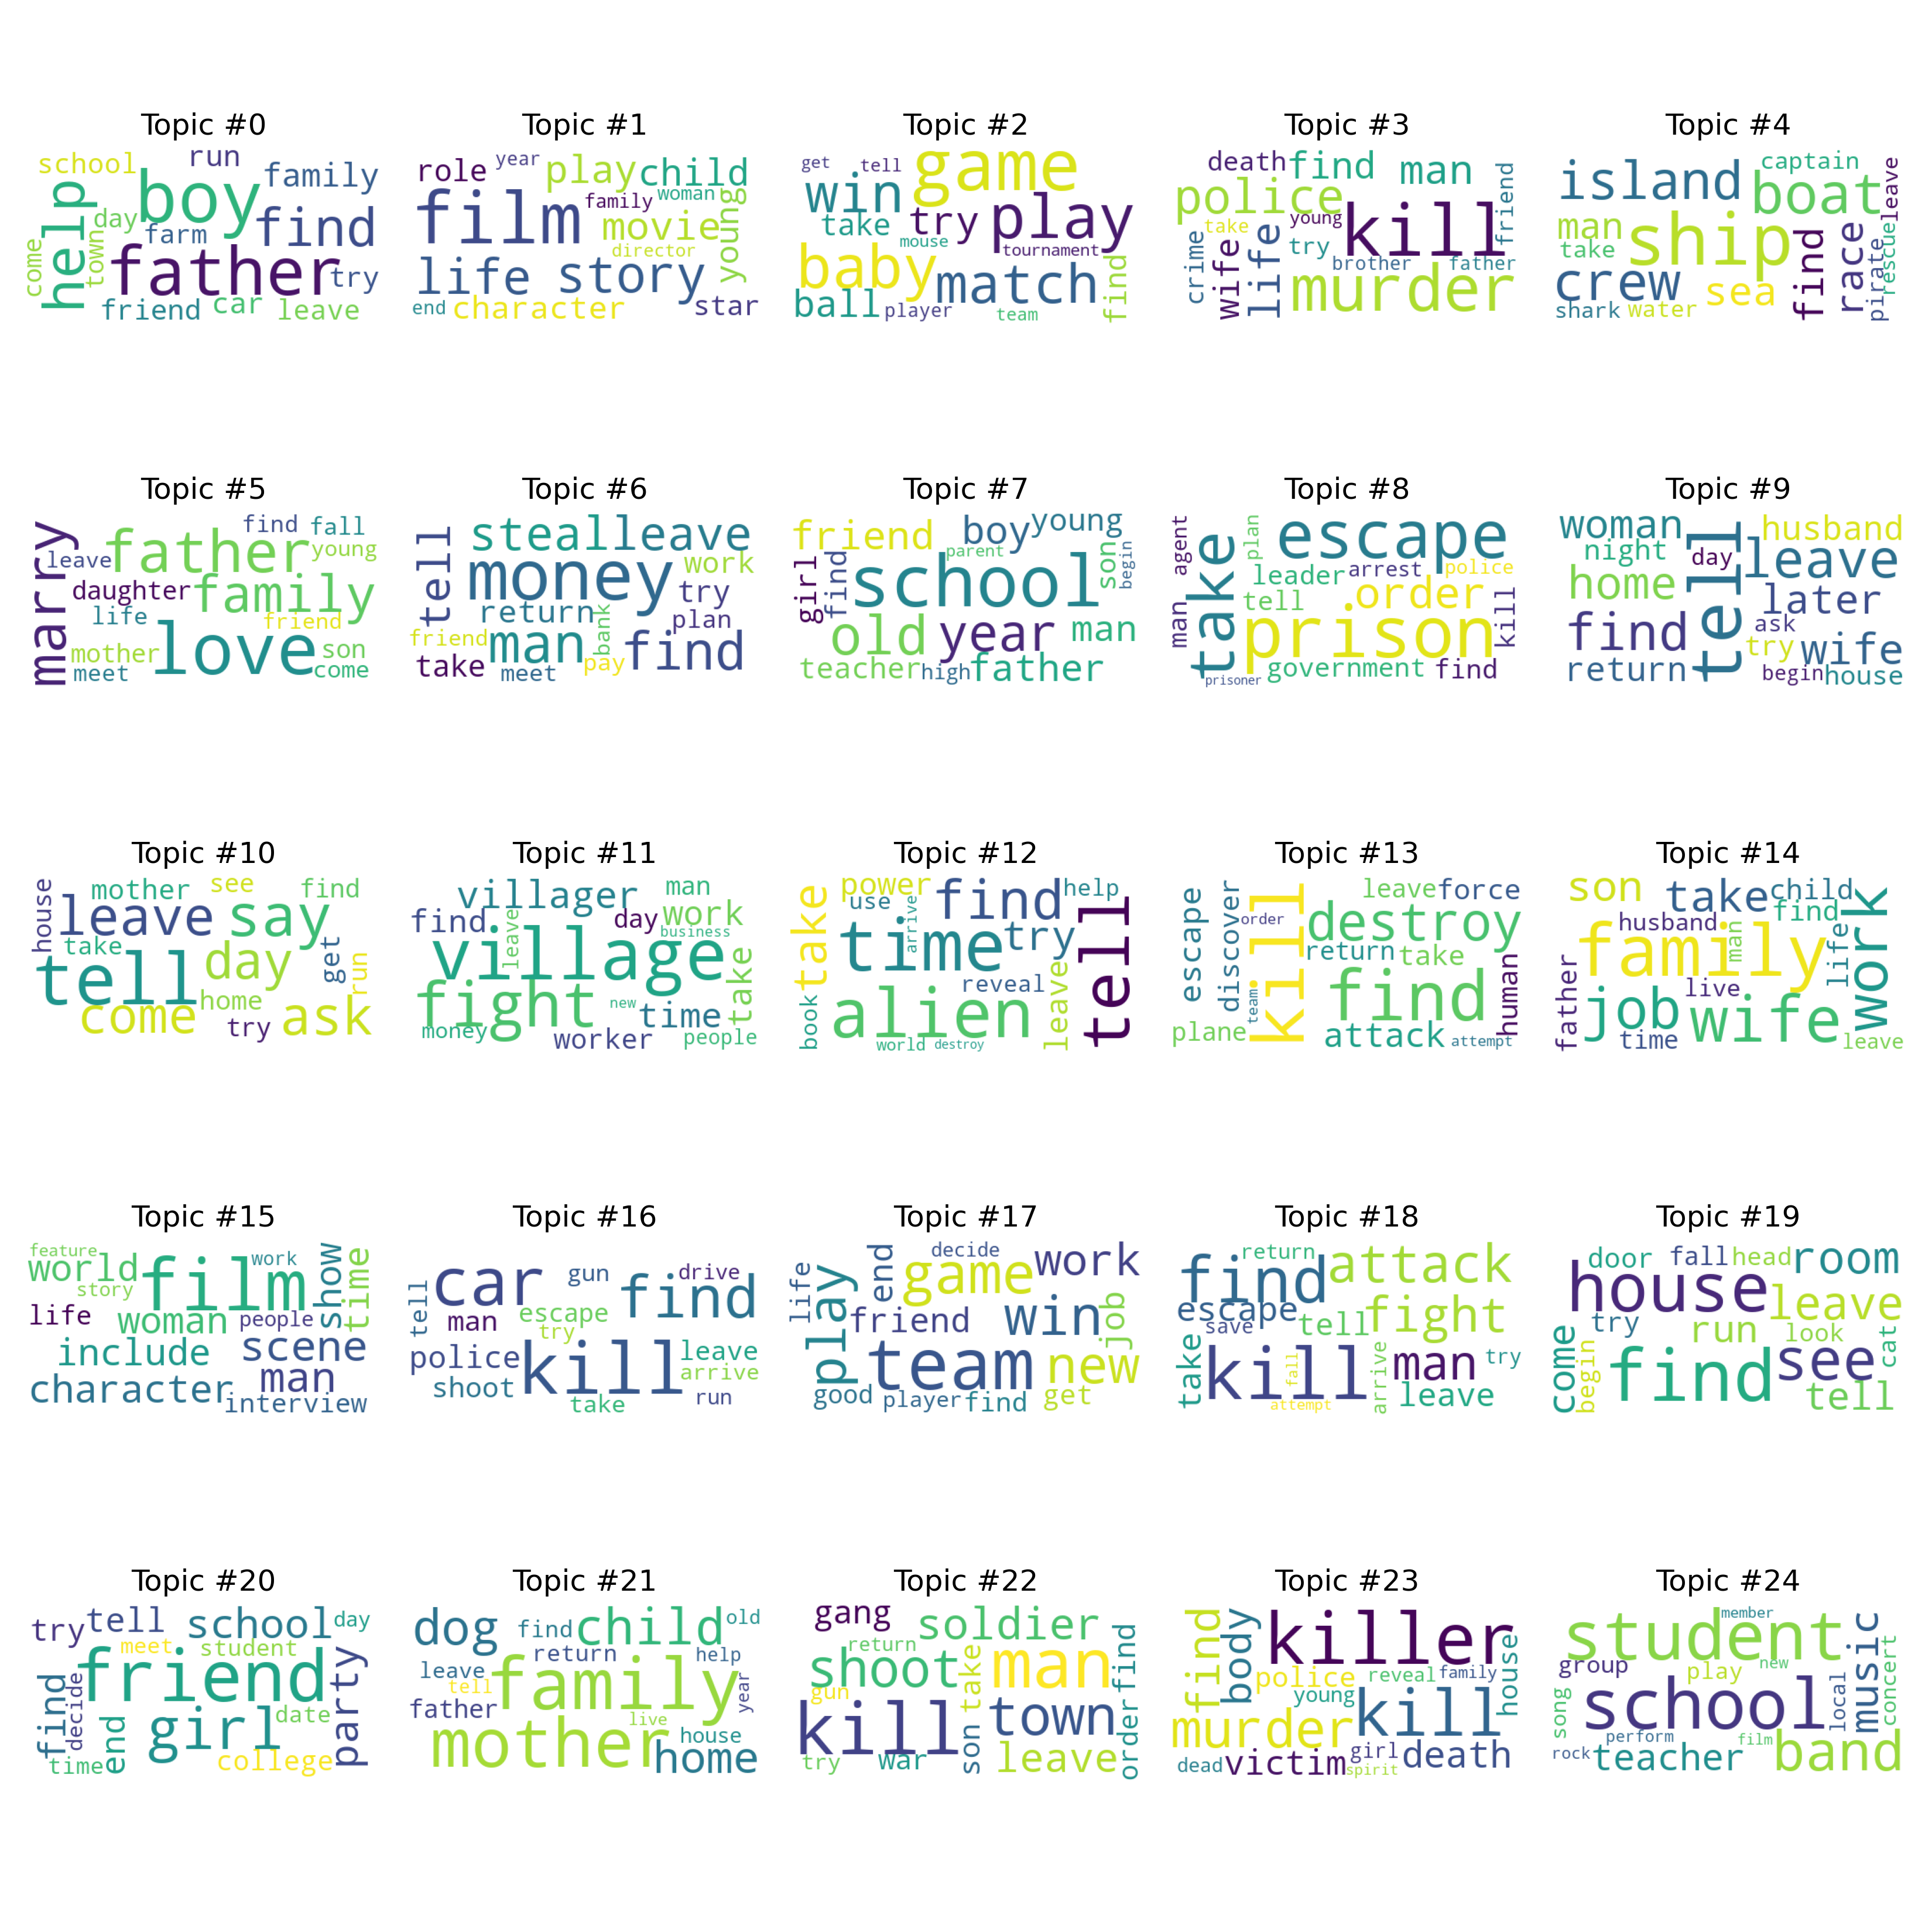 Topic #0
school run family
help boy day find
farm father town come try
friend car leave
Topic #1
role year play child
film family woman movie young
director life story
end character star
Topic #2
get tell game
win take try play
mouse tournament baby match
ball player team find
Topic #3
death find man friend
police young kill
take try brother father
crime wife life murder
Topic #4
island captain boat leave
man take ship race rescue
crew sea find pirate
shark water
Topic #5
marry find fall
leave father young
daughter family
life friend
mother love son
meet come
Topic #6
tell steal leave
money work
return bank try
friend man plan
take meet pay find
Topic #7
friend boy young
parent son begin
girl find school
old year man
teacher high father
Topic #8
agent take plan escape
leader arrest police
tell order kill
man prison
prisoner government find
Topic #9
woman tell husband
night day leave
home later
find ask try wife
return begin house
Topic #10
house mother see find
leave say
take day get run
tell home
come try ask
Topic #11
villager man
find leave day work
village business
fight new time take
money worker people
Topic #12
take power find help
use arrive time try tell
reveal
book alien leave
world destroy
Topic #13
escape discover kill leave force
order destroy
return take
team find human
plane attack attempt
Topic #14
son take child
husband find work
family man life
father job live wife
time leave
Topic #15
feature work show time
world film
story
life woman people
include scene
character man
interview
Topic #16
car gun drive
tell man escape find
try
police kill leave
shoot arrive
take run
Topic #17
life end decide work
play game
friend win job
team new
good player find get
Topic #18
return attack
find
escape save tell fight
take kill fall man try
attempt arrive leave
Topic #19
door fall head room
house leave
try run look cat
come begin find see
tell
Topic #20
try tell school day
meet student
friend party
find decide girl date
time end college
Topic #21
dog find child old
return help
leave tell family year
father live
mother house
home
Topic #22
gang soldier
return take find
shoot man
gun
kill son town order
try war leave
Topic #23
find body killer
police reveal family house
young
murder kill
dead victim girl death
spirit
Topic #24
member student music
group play new
song school local concert
perform film
rock teacher band